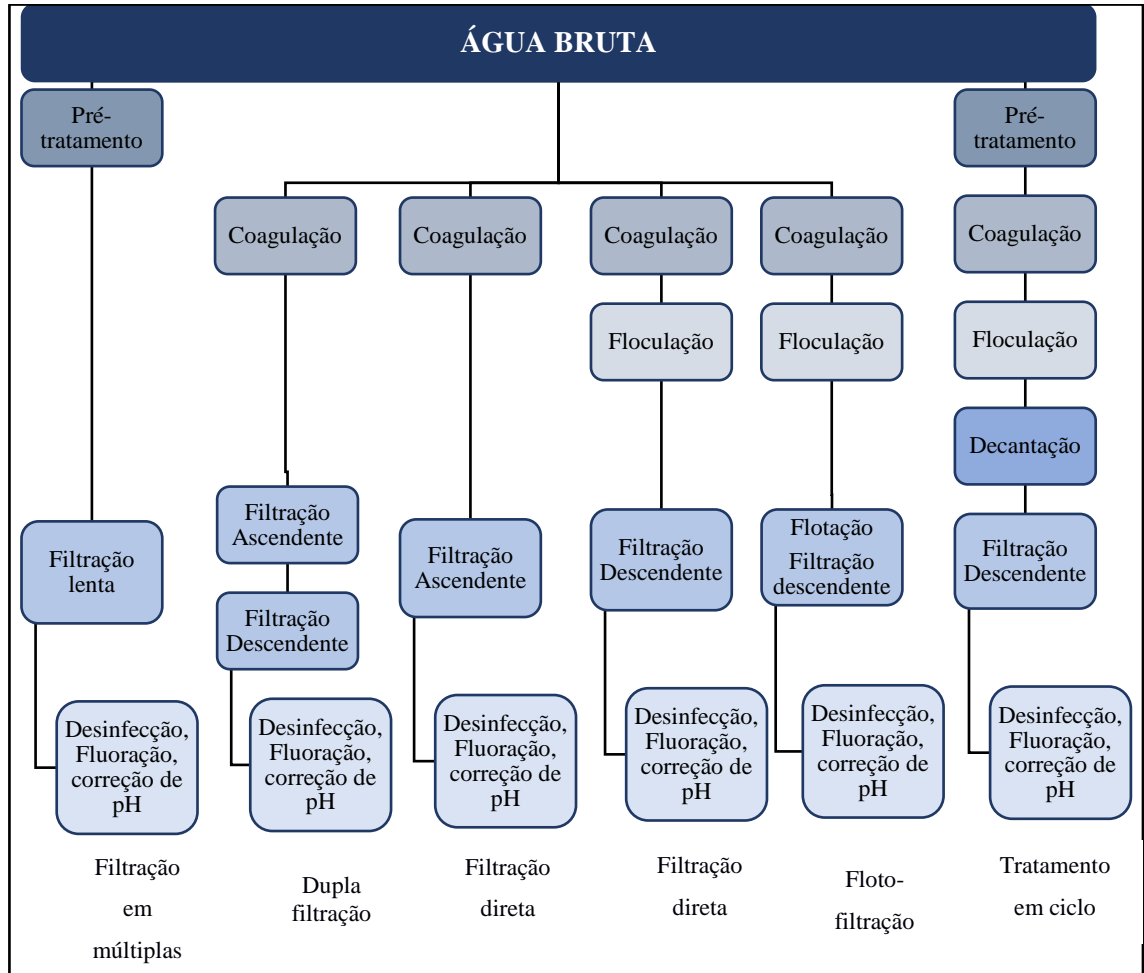 ÁGUA BRUTA
Pré-
tratamento
Filtração
lenta
Desinfecção,
Fluoração,
correção de
pH
Filtração
em
múltiplas
Coagulação
Filtração
Ascendente
Filtração
Descendente
Desinfecção,
Fluoração,
correção de
pH
Dupla
filtração
Coagulação
Filtração
Ascendente
Desinfecção,
Fluoração,
correção de
pH
Filtração
direta
Coagulação
Floculação
Filtração
Descendente
Desinfecção,
Fluoração,
correção de
pH
Filtração
direta
Coagulação
Floculação
Flotação
Filtração
descendente
Desinfecção,
Fluoração,
correção de
pH
Floto-
filtração
Pré-
tratamento
Coagulação
Floculação
Decantação
Filtração
Descendente
Desinfecção,
Fluoração,
correção de
pH
Tratamento
em ciclo